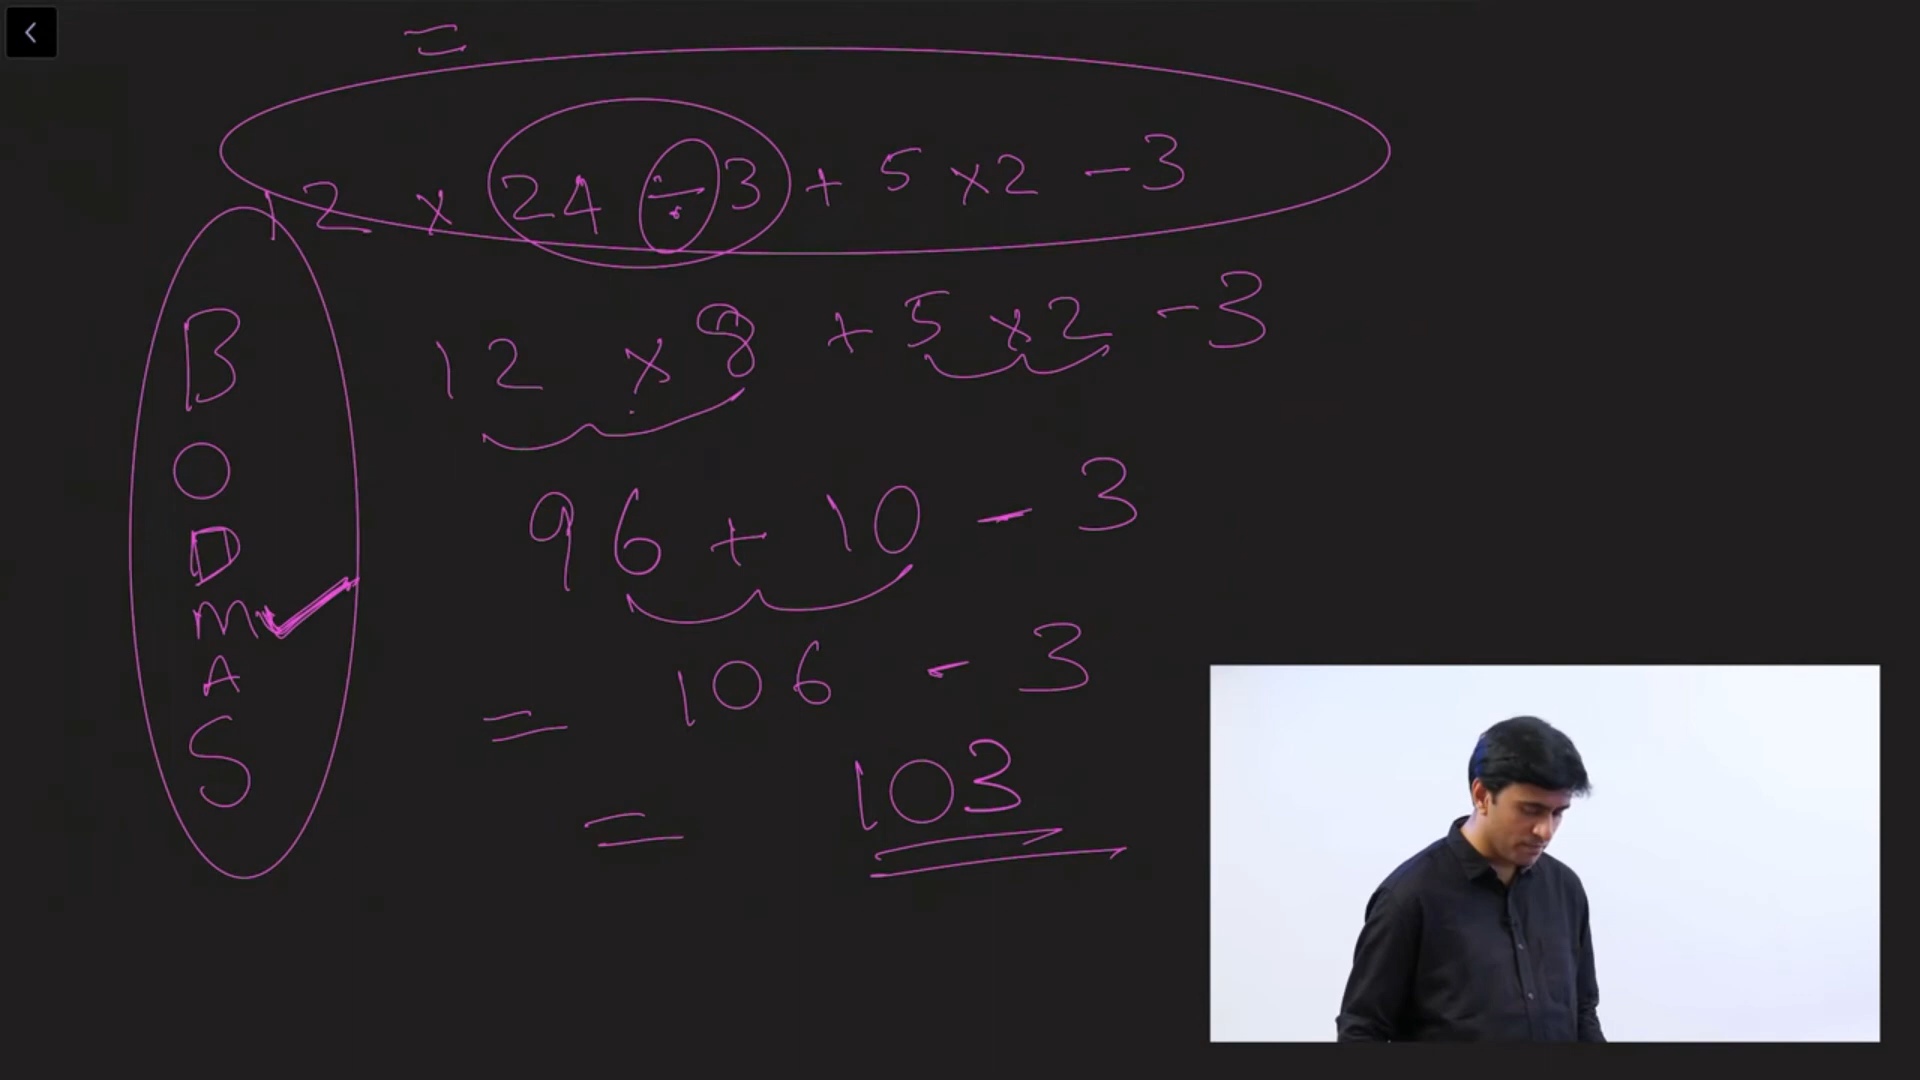 =
12 × 24 ÷ 3 + 5 × 2 - 3
12 × 8 + 5 × 2 - 3
96 + 10 - 3
= 106 - 3
= 103
B
O
D
M
A
S